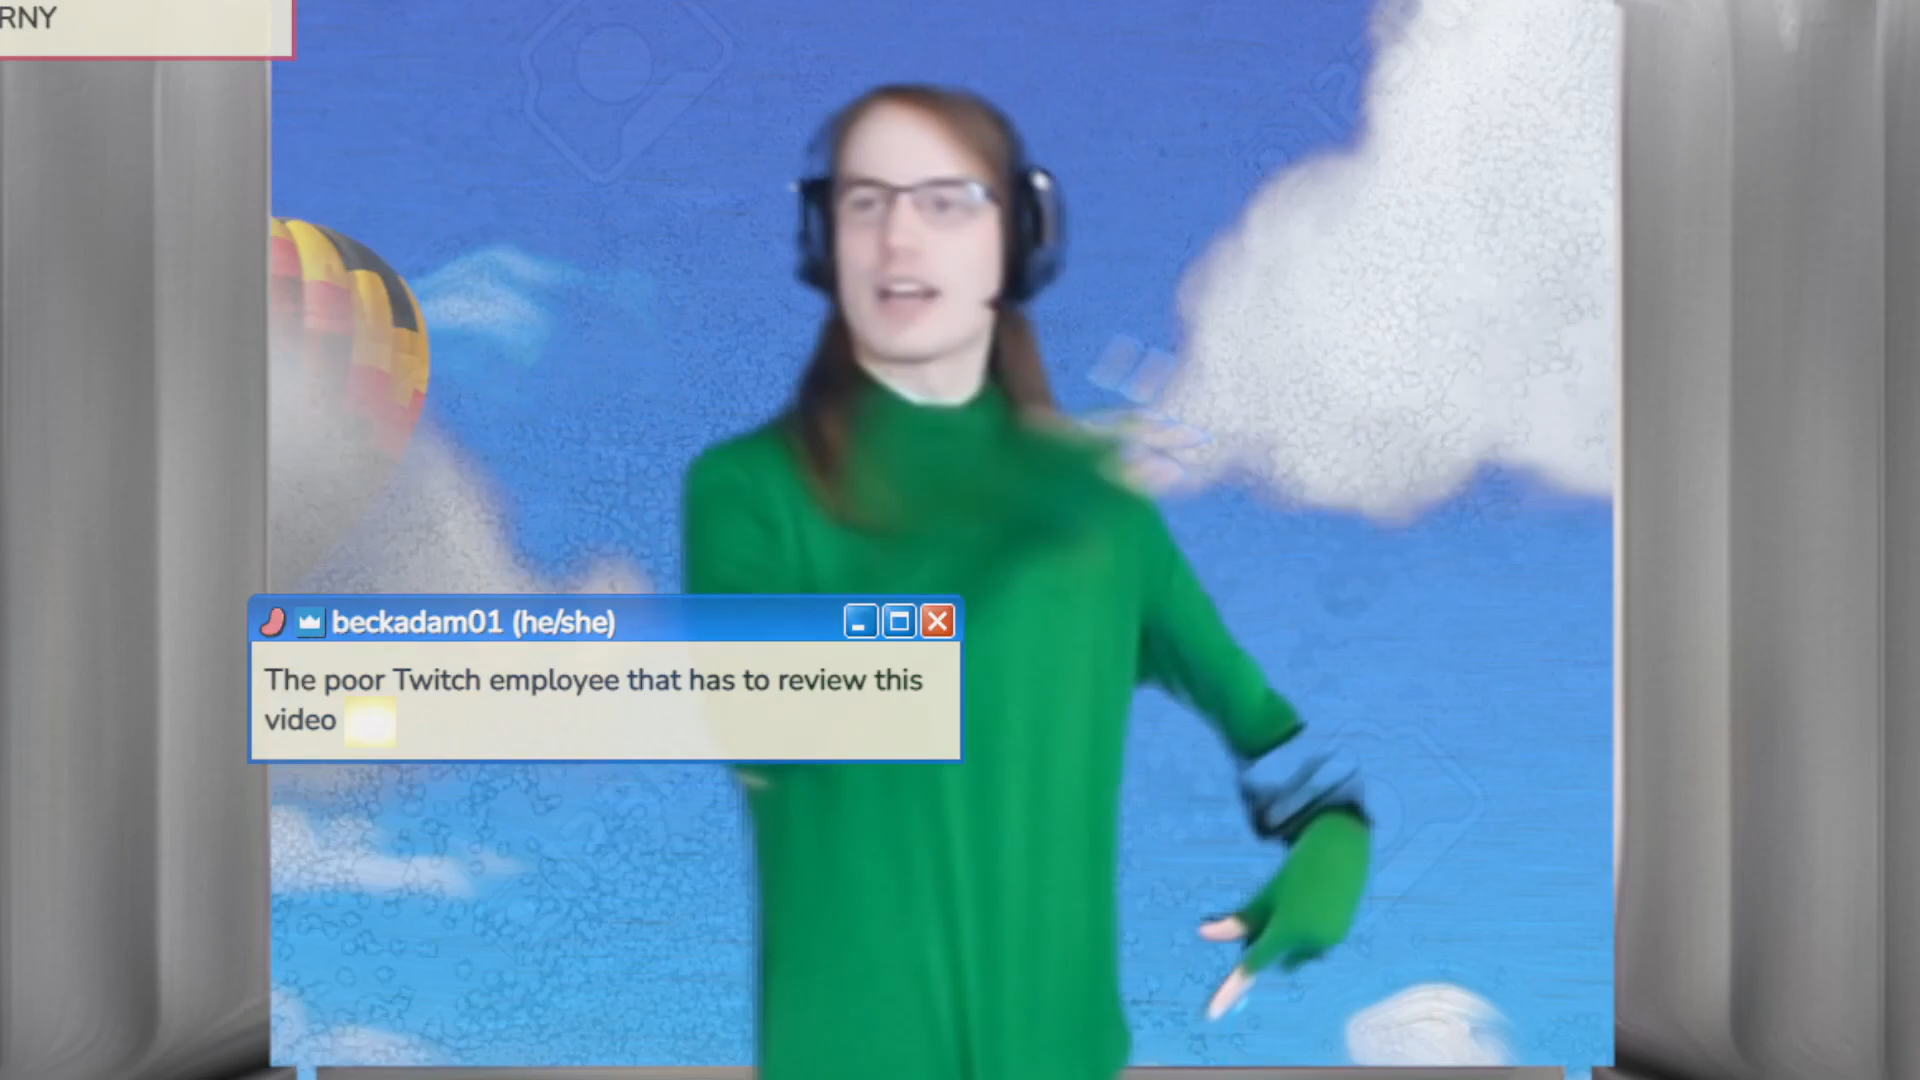 RNY
beckadam01 (he/she)
The poor Twitch employee that has to review this
video